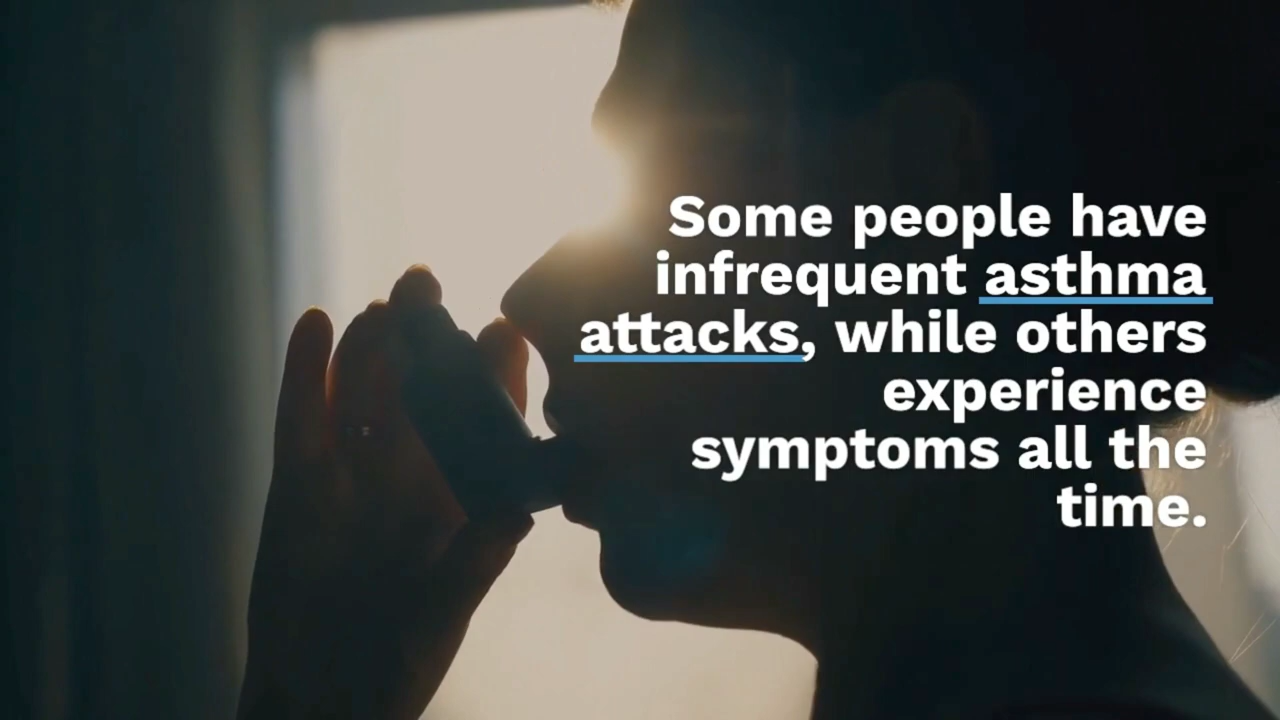 Some people have
infrequent asthma
attacks, while others
experience
symptoms all the
time.